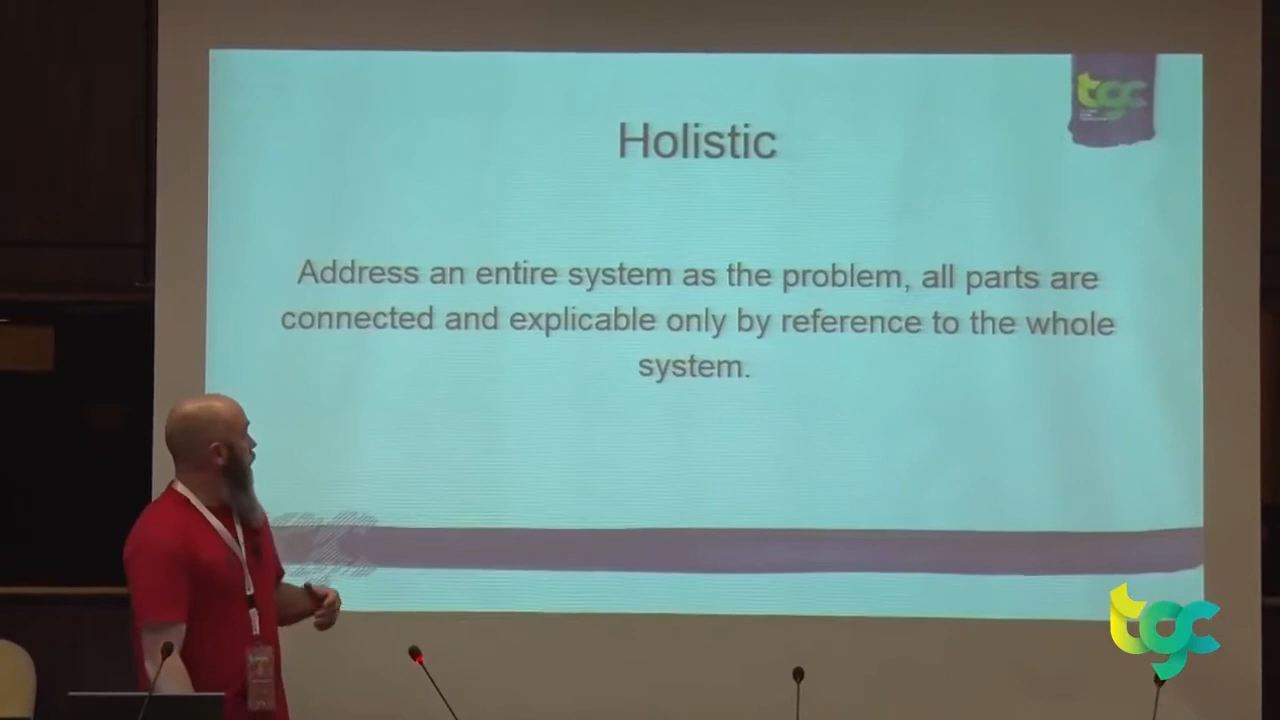 tgc
Holistic
Address an entire system as the problem, all parts are
connected and explicable only by reference to the whole
system.
tgc